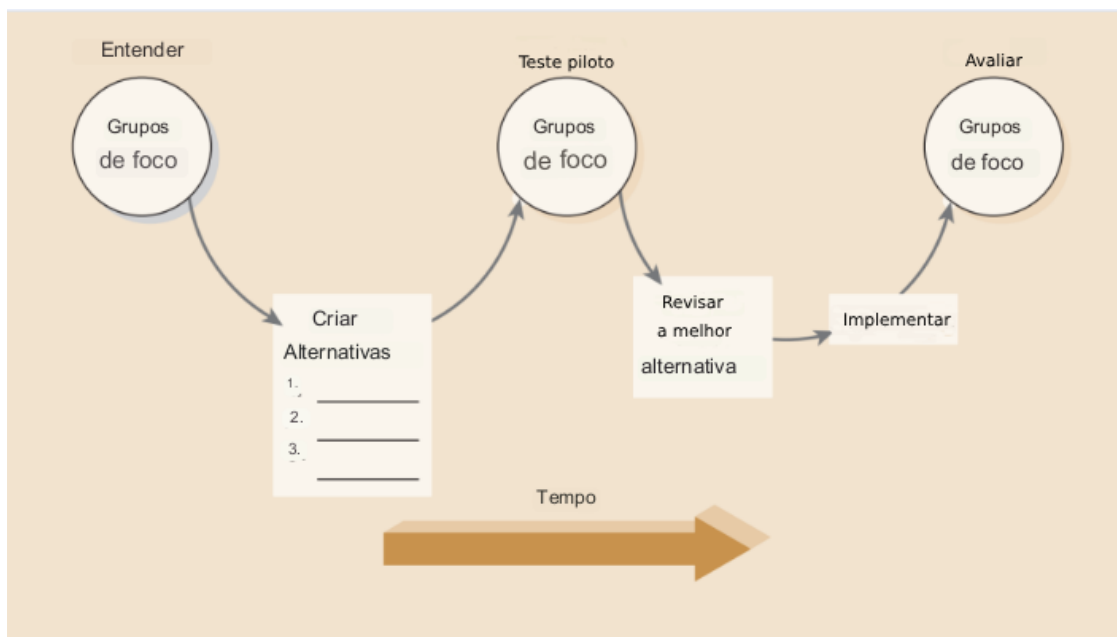 Entender
Grupos
de foco
Criar
Alternativas
1.
2.
3.
Teste piloto
Grupos
de foco
Revisar
a melhor
alternativa
Implementar
Avaliar
Grupos
de foco
Tempo